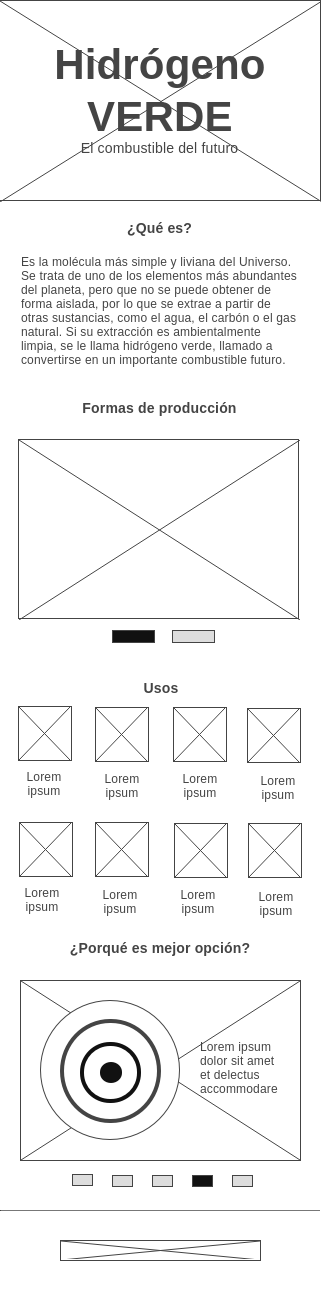 Hidrógeno
VERDE
El combustible del futuro
¿Qué es?
Es la molécula más simple y liviana del Universo.
Se trata de uno de los elementos más abundantes
del planeta, pero que no se puede obtener de
forma aislada, por lo que se extrae a partir de
otras sustancias, como el agua, el carbón o el gas
natural. Si su extracción es ambientalmente
limpia, se le llama hidrógeno verde, llamado a
convertirse en un importante combustible futuro.
Formas de producción
Usos
Lorem
ipsum
Lorem
ipsum
Lorem
ipsum
Lorem
ipsum
Lorem
ipsum
Lorem
ipsum
Lorem
ipsum
Lorem
ipsum
¿Porqué es mejor opción?
Lorem ipsum
dolor sit amet
et delectus
accommodare